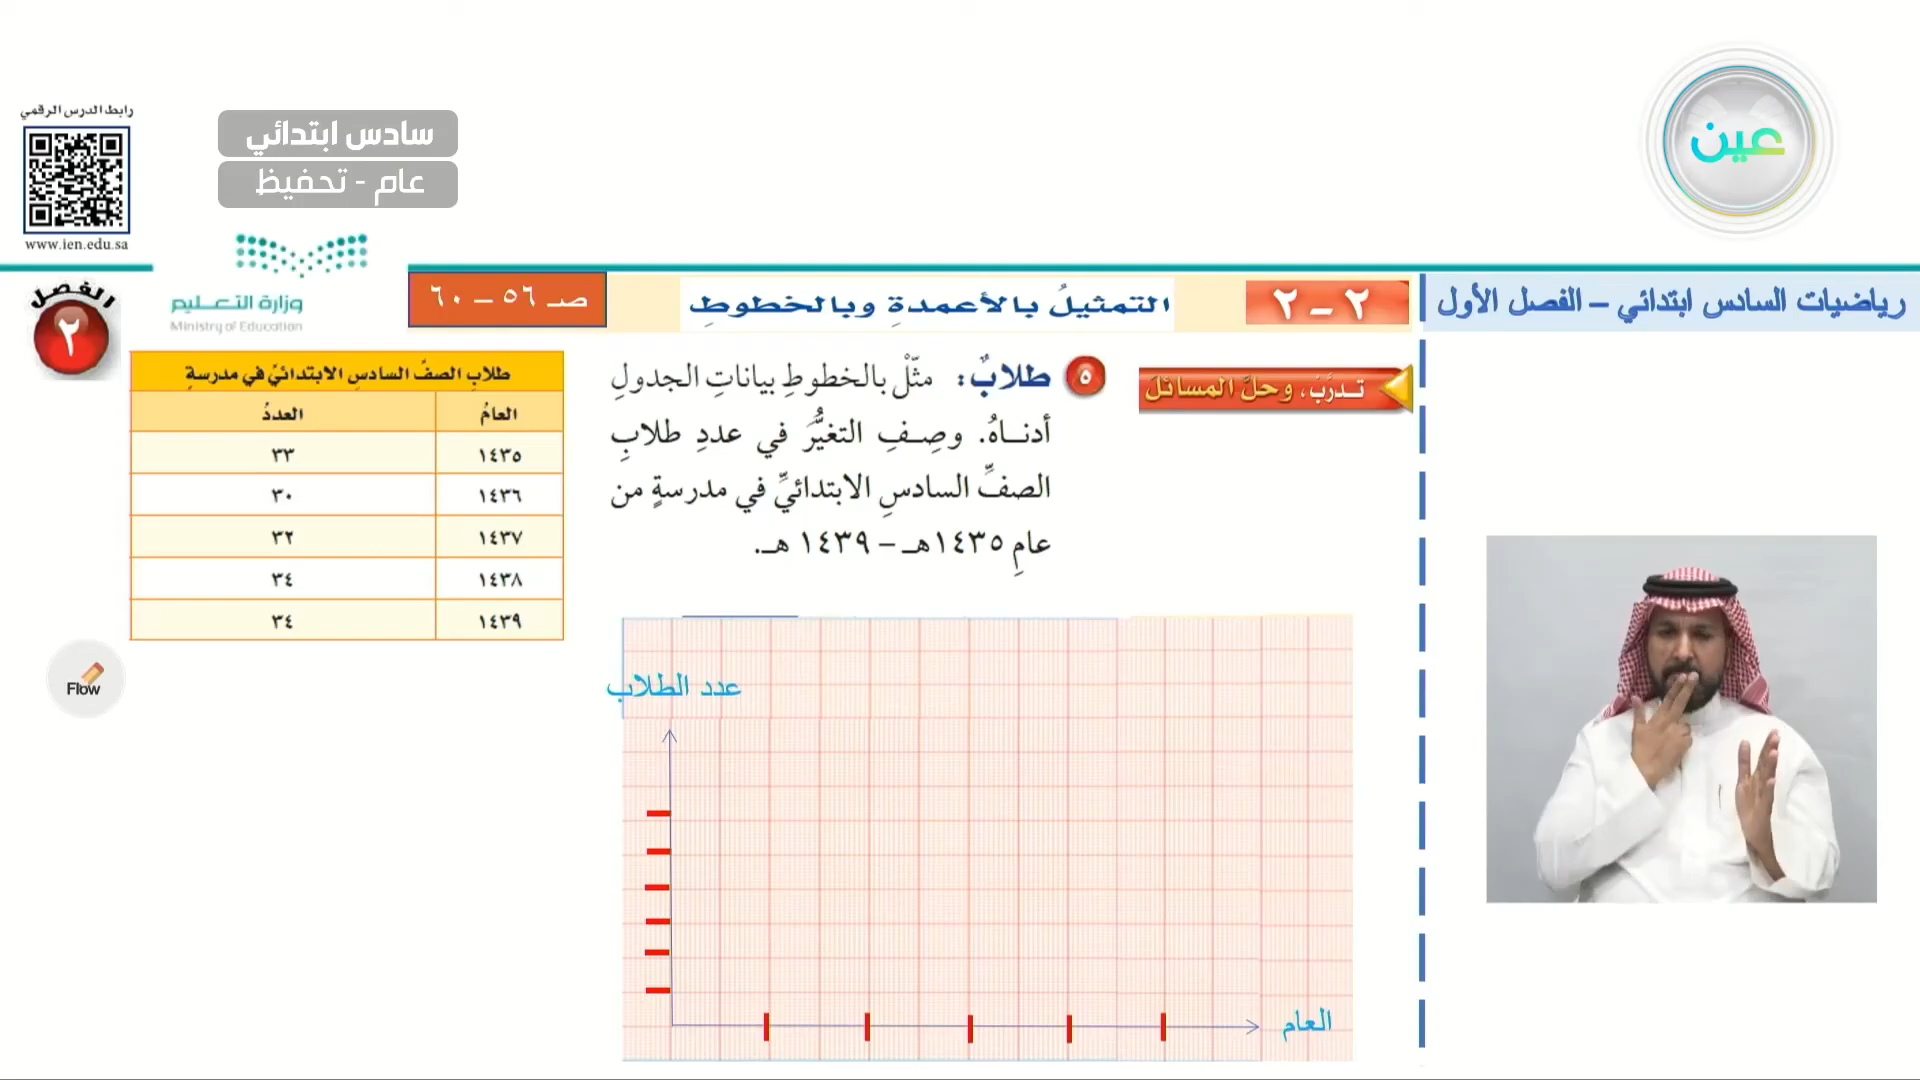 رابط الدرس الرقمي
www.ien.edu.sa
سادس ابتدائي
عام - تحفيظ
عين
وزارة التعليم
Ministry of Education
رياضيات السادس ابتدائي – الفصل الأول
٢ - ٢
التمثيلُ بالأعمدةِ وبالخطوطِ
صـ ٥٦ – ٦٠
الفصل
٢
تدرَّبْ، وحلَّ المسائلَ
٥ طلابٌ: مثّلْ بالخطوطِ بياناتِ الجدولِ
أدناهُ. وصِفِ التغيُّرَ في عددِ طلابِ
الصفِّ السادسِ الابتدائيِّ في مدرسةٍ من
عامِ ١٤٣٥هـ – ١٤٣٩ هـ.
طلابِ الصفِّ السادسِ الابتدائيِّ في مدرسةٍ
العامُ العددُ
١٤٣٥ ٣٣
١٤٣٦ ٣٠
١٤٣٧ ٣٢
١٤٣٨ ٣٤
١٤٣٩ ٣٤
Flow
عدد الطلاب
العام